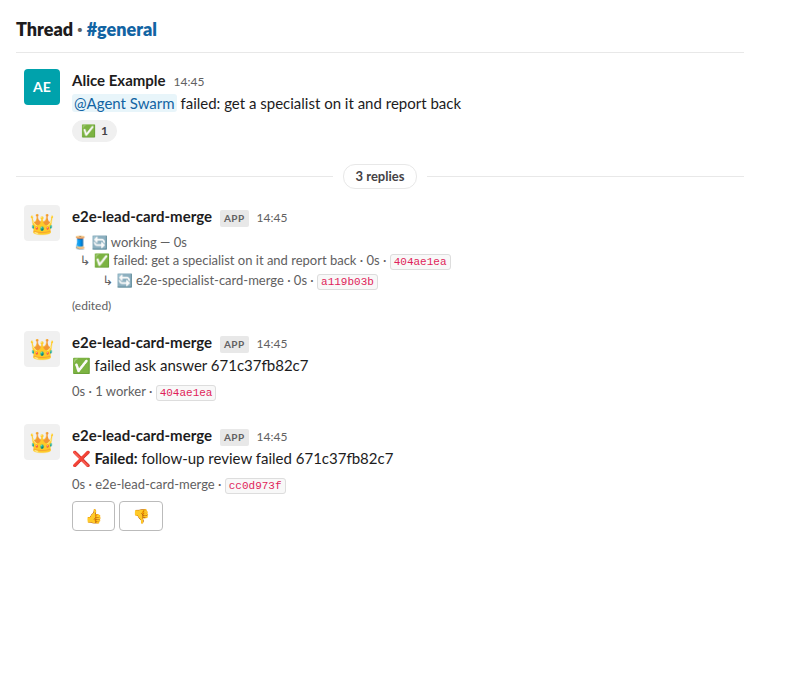 Thread • #general
AE
Alice Example 14:45
@Agent Swarm failed: get a specialist on it and report back
✅ 1
3 replies
e2e-lead-card-merge APP 14:45
🧵 🔄 working — 0s
↳ ✅ failed: get a specialist on it and report back · 0s · 404ae1ea
↳ 🔄 e2e-specialist-card-merge · 0s · a119b03b
(edited)
e2e-lead-card-merge APP 14:45
✅ failed ask answer 671c37fb82c7
0s · 1 worker · 404ae1ea
e2e-lead-card-merge APP 14:45
❌ Failed: follow-up review failed 671c37fb82c7
0s · e2e-lead-card-merge · cc0d973f
👍 👎